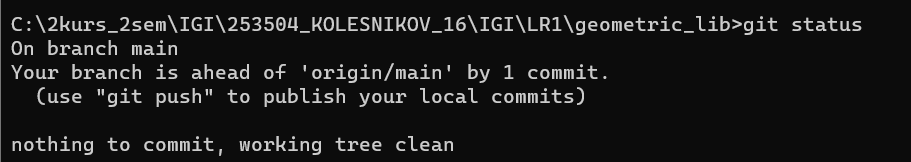 C:\2kurs_2sem\IGI\253504_KOLESNIKOV_16\IGI\LR1\geometric_lib>git status
On branch main
Your branch is ahead of 'origin/main' by 1 commit.
  (use "git push" to publish your local commits)
nothing to commit, working tree clean